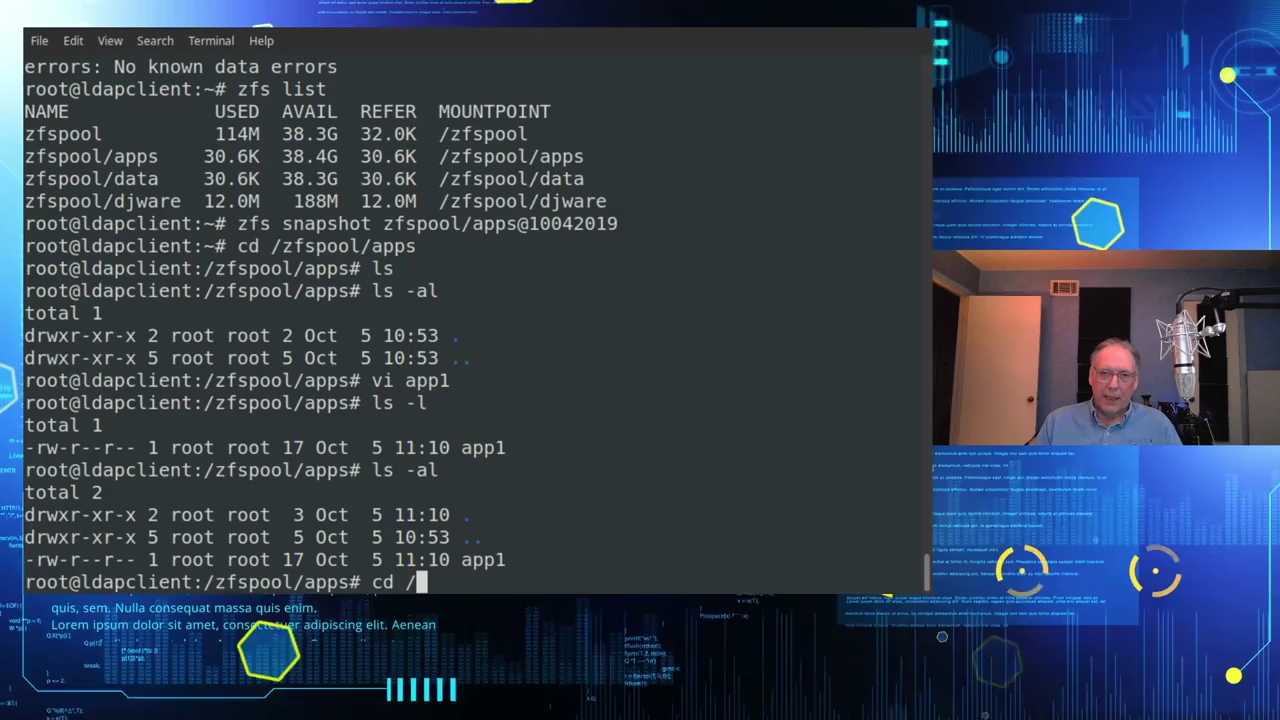 File Edit View Search Terminal Help
errors: No known data errors
root@ldapclient:~# zfs list
NAME USED AVAIL REFER MOUNTPOINT
zfspool 114M 38.3G 32.0K /zfspool
zfspool/apps 30.6K 38.4G 30.6K /zfspool/apps
zfspool/data 30.6K 38.3G 30.6K /zfspool/data
zfspool/djware 12.0M 188M 12.0M /zfspool/djware
root@ldapclient:~# zfs snapshot zfspool/apps@10042019
root@ldapclient:~# cd /zfspool/apps
root@ldapclient:/zfspool/apps# ls
root@ldapclient:/zfspool/apps# ls -al
total 1
drwxr-xr-x 2 root root 2 Oct 5 10:53 .
drwxr-xr-x 5 root root 5 Oct 5 10:53 ..
root@ldapclient:/zfspool/apps# vi app1
root@ldapclient:/zfspool/apps# ls -l
total 1
-rw-r--r-- 1 root root 17 Oct 5 11:10 app1
root@ldapclient:/zfspool/apps# ls -al
total 2
drwxr-xr-x 2 root root 3 Oct 5 11:10 .
drwxr-xr-x 5 root root 5 Oct 5 10:53 ..
-rw-r--r-- 1 root root 17 Oct 5 11:10 app1
root@ldapclient:/zfspool/apps# cd /
quis, sem. Nulla consequat massa quis enim.
Lorem ipsum dolor sit amet, consectetuer adipiscing elit. Aenean